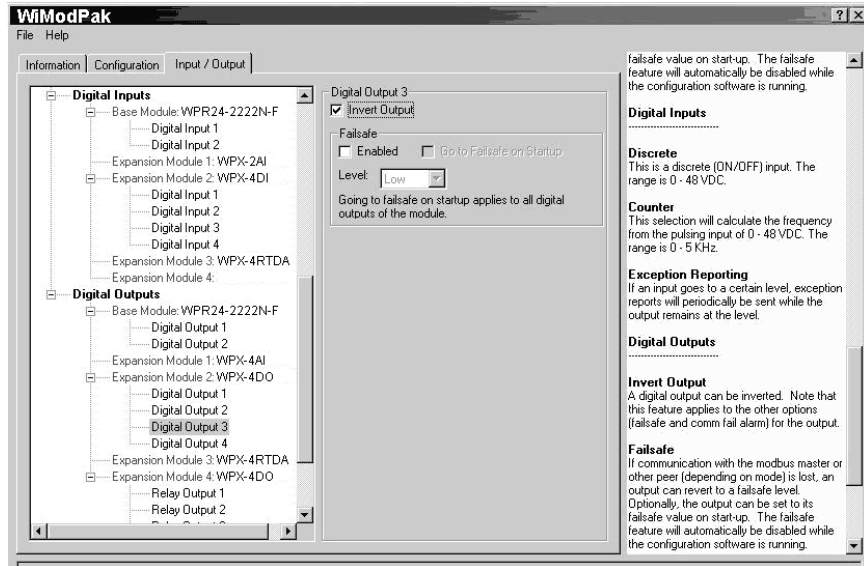 WiModPak
File Help
Information Configuration Input / Output
Digital Inputs
Base Module: WPR24-2222N-F
Digital Input 1
Digital Input 2
Expansion Module 1: WPX-2AI
Expansion Module 2: WPX-4DI
Digital Input 1
Digital Input 2
Digital Input 3
Digital Input 4
Expansion Module 3: WPX-4RTDA
Expansion Module 4:
Digital Outputs
Base Module: WPR24-2222N-F
Digital Output 1
Digital Output 2
Expansion Module 1: WPX-4AI
Expansion Module 2: WPX-4DO
Digital Output 1
Digital Output 2
Digital Output 3
Digital Output 4
Expansion Module 3: WPX-4RTDA
Expansion Module 4: WPX-4DO
Relay Output 1
Relay Output 2
Digital Output 3
Invert Output
Failsafe
Enabled Go to Failsafe on Startup
Level: Low
Going to failsafe on startup applies to all digital
outputs of the module.
failsafe value on start-up. The failsafe
feature will automatically be disabled while
the configuration software is running.
Digital Inputs
--------------------------
Discrete
This is a discrete (ON/OFF) input. The
range is 0 - 48 VDC.
Counter
This selection will calculate the frequency
from the pulsing input of 0 - 48 VDC. The
range is 0 - 5 KHz.
Exception Reporting
If an input goes to a certain level, exception
reports will periodically be sent while the
output remains at the level.
Digital Outputs
--------------------------
Invert Output
A digital output can be inverted. Note that
this feature applies to the other options
(failsafe and comm fail alarm) for the output.
Failsafe
If communication with the modbus master or
other peer (depending on mode) is lost, an
output can revert to a failsafe level.
Optionally, the output can be set to its
failsafe value on start-up. The failsafe
feature will automatically be disabled while
the configuration software is running.